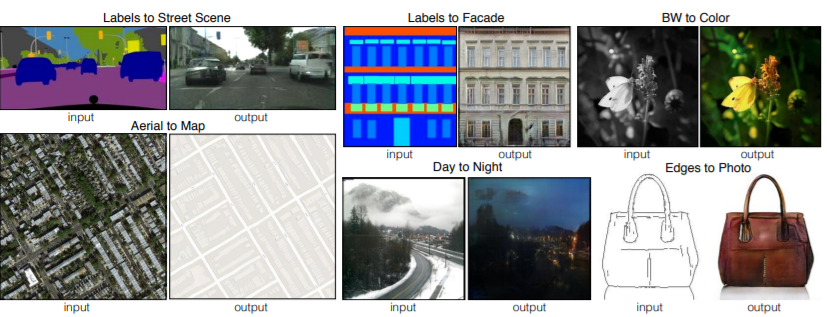 Labels to Street Scene
input
output
Aerial to Map
input
output
Labels to Facade
input
output
BW to Color
input
output
Day to Night
input
output
Edges to Photo
input
output